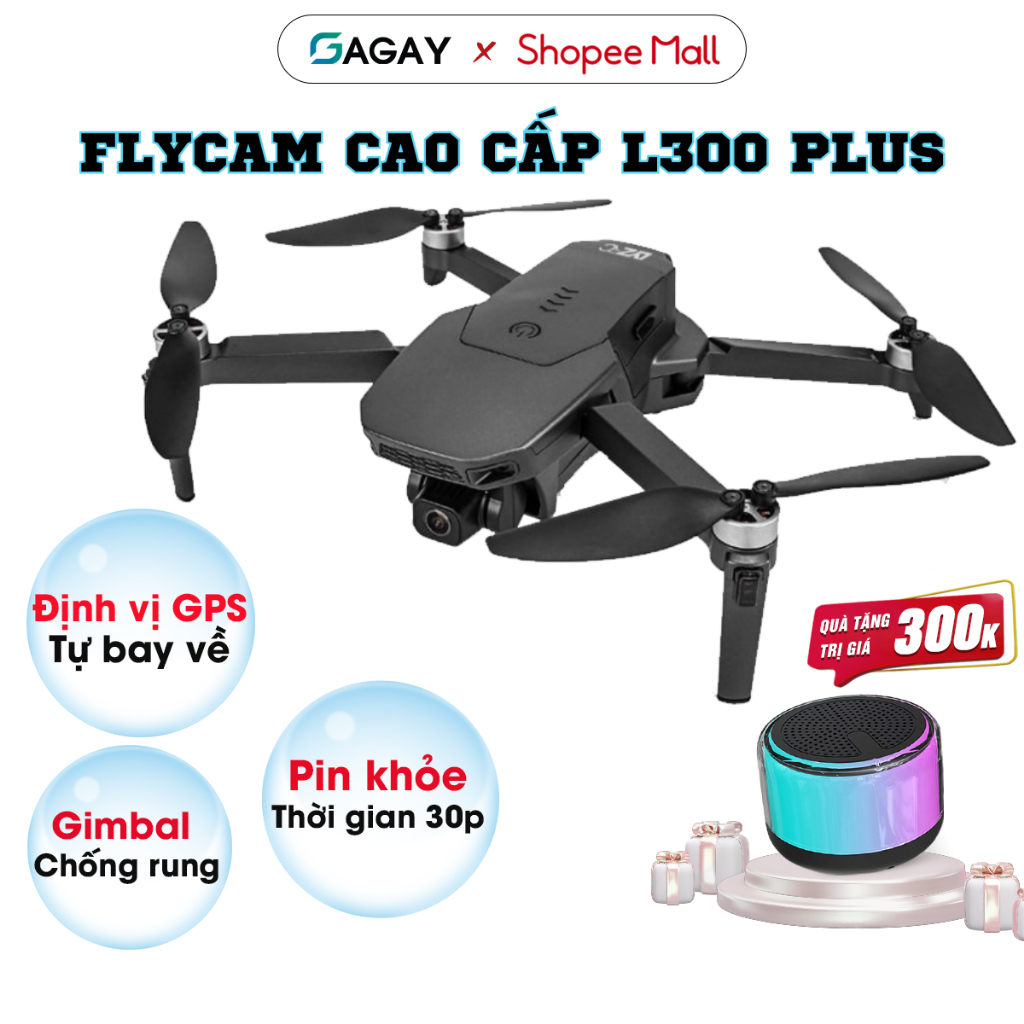 GAGAY x Shopee Mall
FLYCAM CAO CẤP L300 PLUS
LYZRC
Định vị GPS
Tự bay về
QUÀ TẶNG
TRỊ GIÁ
300K
Pin khỏe
Thời gian 30p
Gimbal
Chống rung